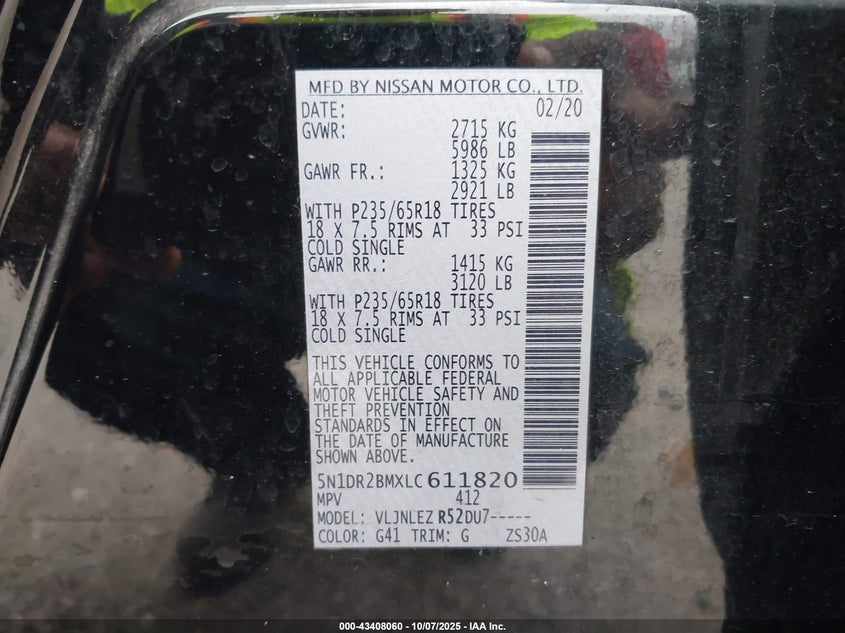 MFD BY NISSAN MOTOR CO., LTD.
DATE: 02/20
GVWR: 2715 KG
5986 LB
GAWR FR.: 1325 KG
2921 LB
WITH P235/65R18 TIRES
18 X 7.5 RIMS AT 33 PSI
COLD SINGLE
GAWR RR.: 1415 KG
3120 LB
WITH P235/65R18 TIRES
18 X 7.5 RIMS AT 33 PSI
COLD SINGLE
THIS VEHICLE CONFORMS TO
ALL APPLICABLE FEDERAL
MOTOR VEHICLE SAFETY AND
THEFT PREVENTION
STANDARDS IN EFFECT ON
THE DATE OF MANUFACTURE
SHOWN ABOVE.
5N1DR2BMXLC611820
MPV 412
MODEL: VLJNLEZ R52DU7-----
COLOR: G41 TRIM: G ZS30A
000-43408060 - 10/07/2025 - IAA Inc.